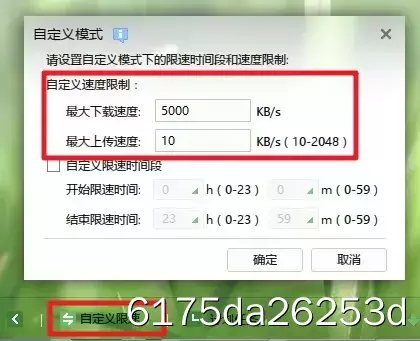 自定义模式
请设置自定义模式下的限速时间段和速度限制:
自定义速度限制:
最大下载速度: 5000 KB/s
最大上传速度: 10 KB/s ( 10-2048 )
自定义限速时间段
开始限速时间: 0 h ( 0-23 ) 0 m ( 0-59 )
结束限速时间: 23 h ( 0-23 ) 59 m ( 0-59 )
确定 取消
自定义限速
6175da26253d